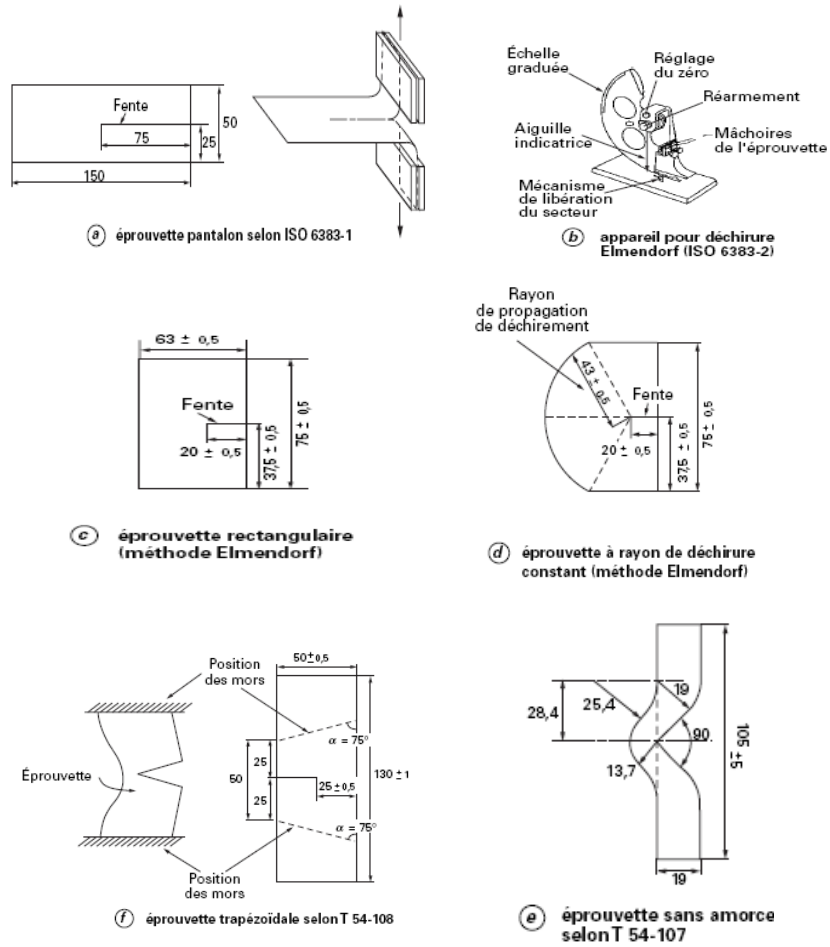 Fente
75
50
25
150
a éprouvette pantalon selon ISO 6383-1
Échelle
graduée
Réglage
du zéro
Réarmement
Aiguille
indicatrice
Mâchoires
de l'éprouvette
Mécanisme
de libération
du secteur
b appareil pour déchirure
Elmendorf (ISO 6383-2)
63 ± 0,5
Fente
20 ± 0,5
37,5 ± 0,5
75 ± 0,5
c éprouvette rectangulaire
(méthode Elmendorf)
Rayon
de propagation
de déchirement
43 ± 0,5
Fente
20 ± 0,5
37,5 ± 0,5
75 ± 0,5
d éprouvette à rayon de déchirure
constant (méthode Elmendorf)
Position
des mors
Éprouvette
Position
des mors
50 ± 0,5
α = 75°
50
25
25
25 ± 0,5
130 ± 1
α = 75°
f éprouvette trapézoïdale selon T 54-108
28,4
25,4
19
90
13,7
105 ± 5
19
e éprouvette sans amorce
selon T 54-107